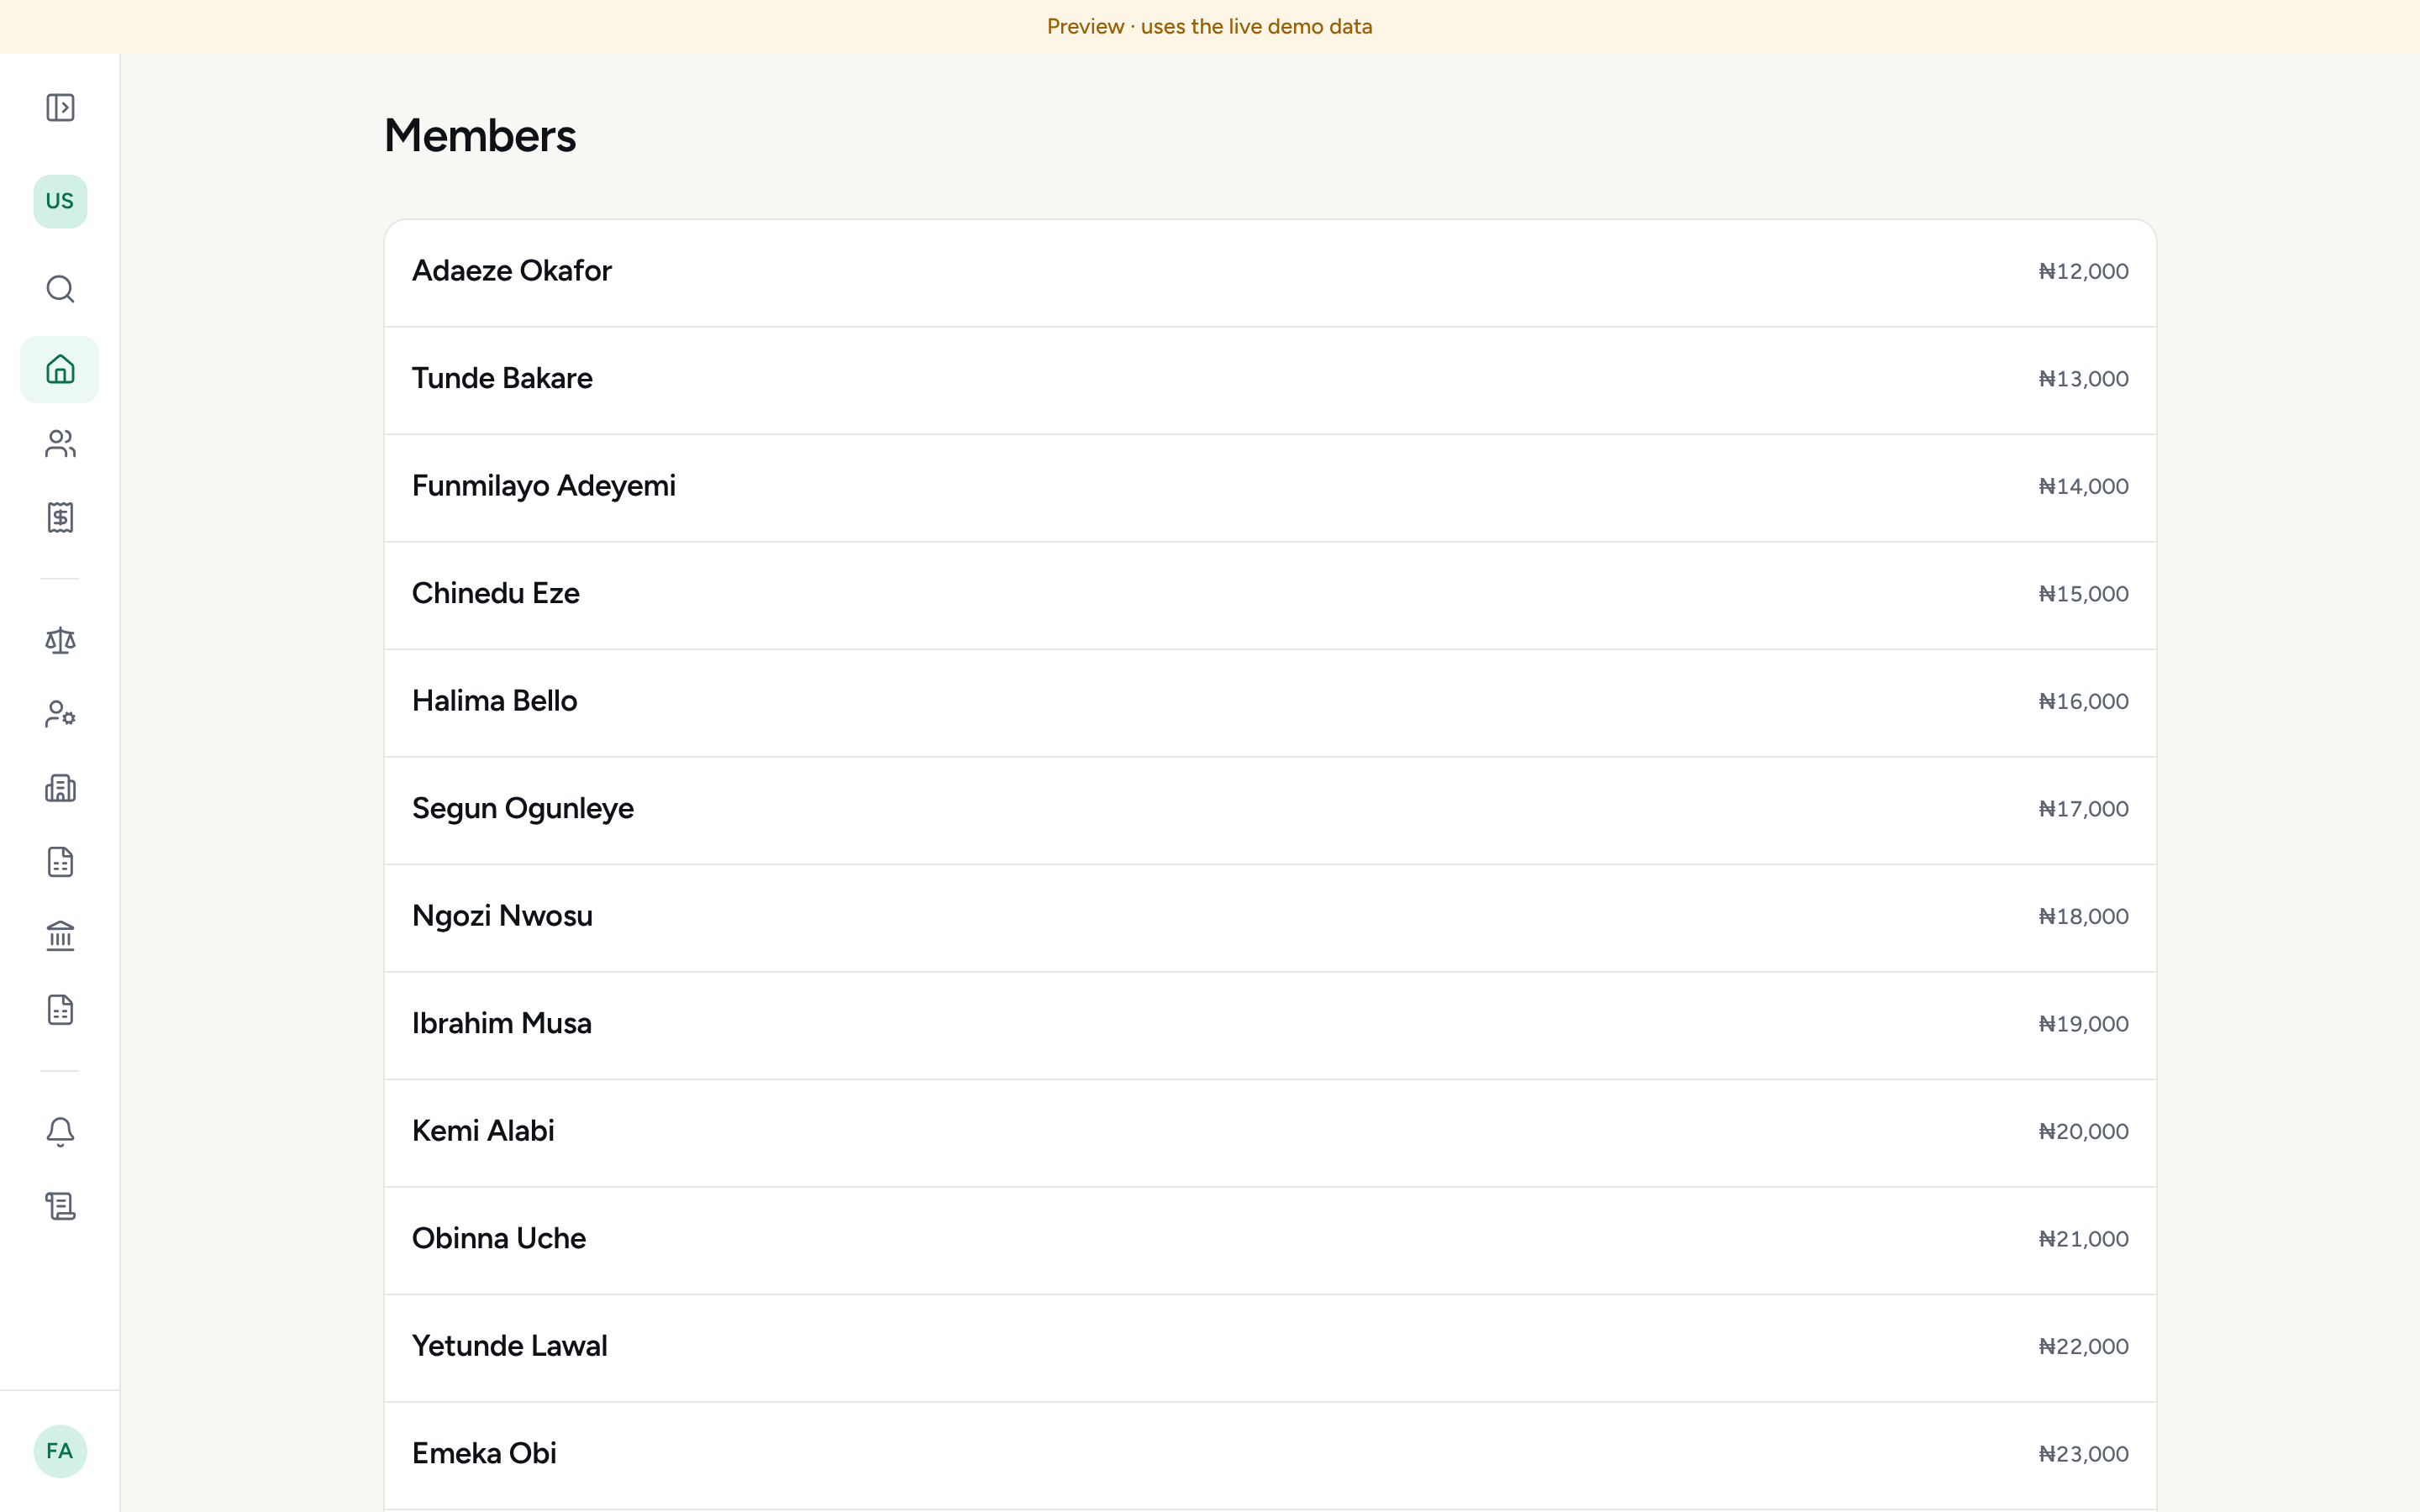 Preview · uses the live demo data
US
Members
Adaeze Okafor ₦12,000
Tunde Bakare ₦13,000
Funmilayo Adeyemi ₦14,000
Chinedu Eze ₦15,000
Halima Bello ₦16,000
Segun Ogunleye ₦17,000
Ngozi Nwosu ₦18,000
Ibrahim Musa ₦19,000
Kemi Alabi ₦20,000
Obinna Uche ₦21,000
Yetunde Lawal ₦22,000
Emeka Obi ₦23,000
FA